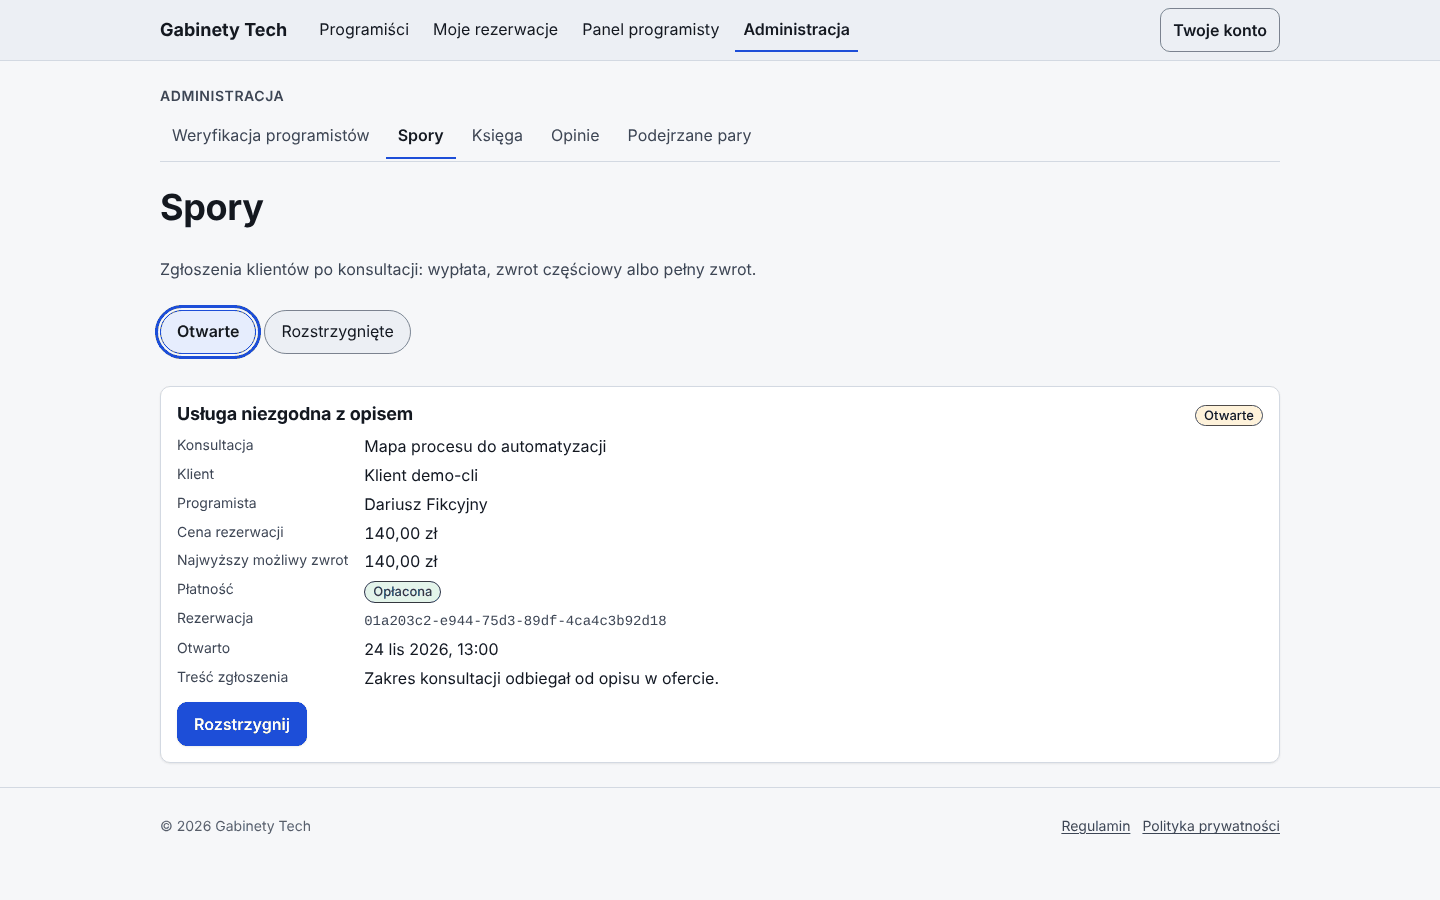 Gabinety Tech Programiści Moje rezerwacje Panel programisty Administracja Twoje konto
ADMINISTRACJA
Weryfikacja programistów Spory Księga Opinie Podejrzane pary
Spory
Zgłoszenia klientów po konsultacji: wypłata, zwrot częściowy albo pełny zwrot.
Otwarte Rozstrzygnięte
Usługa niezgodna z opisem Otwarte
Konsultacja Mapa procesu do automatyzacji
Klient Klient demo-cli
Programista Dariusz Fikcyjny
Cena rezerwacji 140,00 zł
Najwyższy możliwy zwrot 140,00 zł
Płatność Opłacona
Rezerwacja 01a203c2-e944-75d3-89df-4ca4c3b92d18
Otwarto 24 lis 2026, 13:00
Treść zgłoszenia Zakres konsultacji odbiegał od opisu w ofercie.
Rozstrzygnij
© 2026 Gabinety Tech Regulamin Polityka prywatności